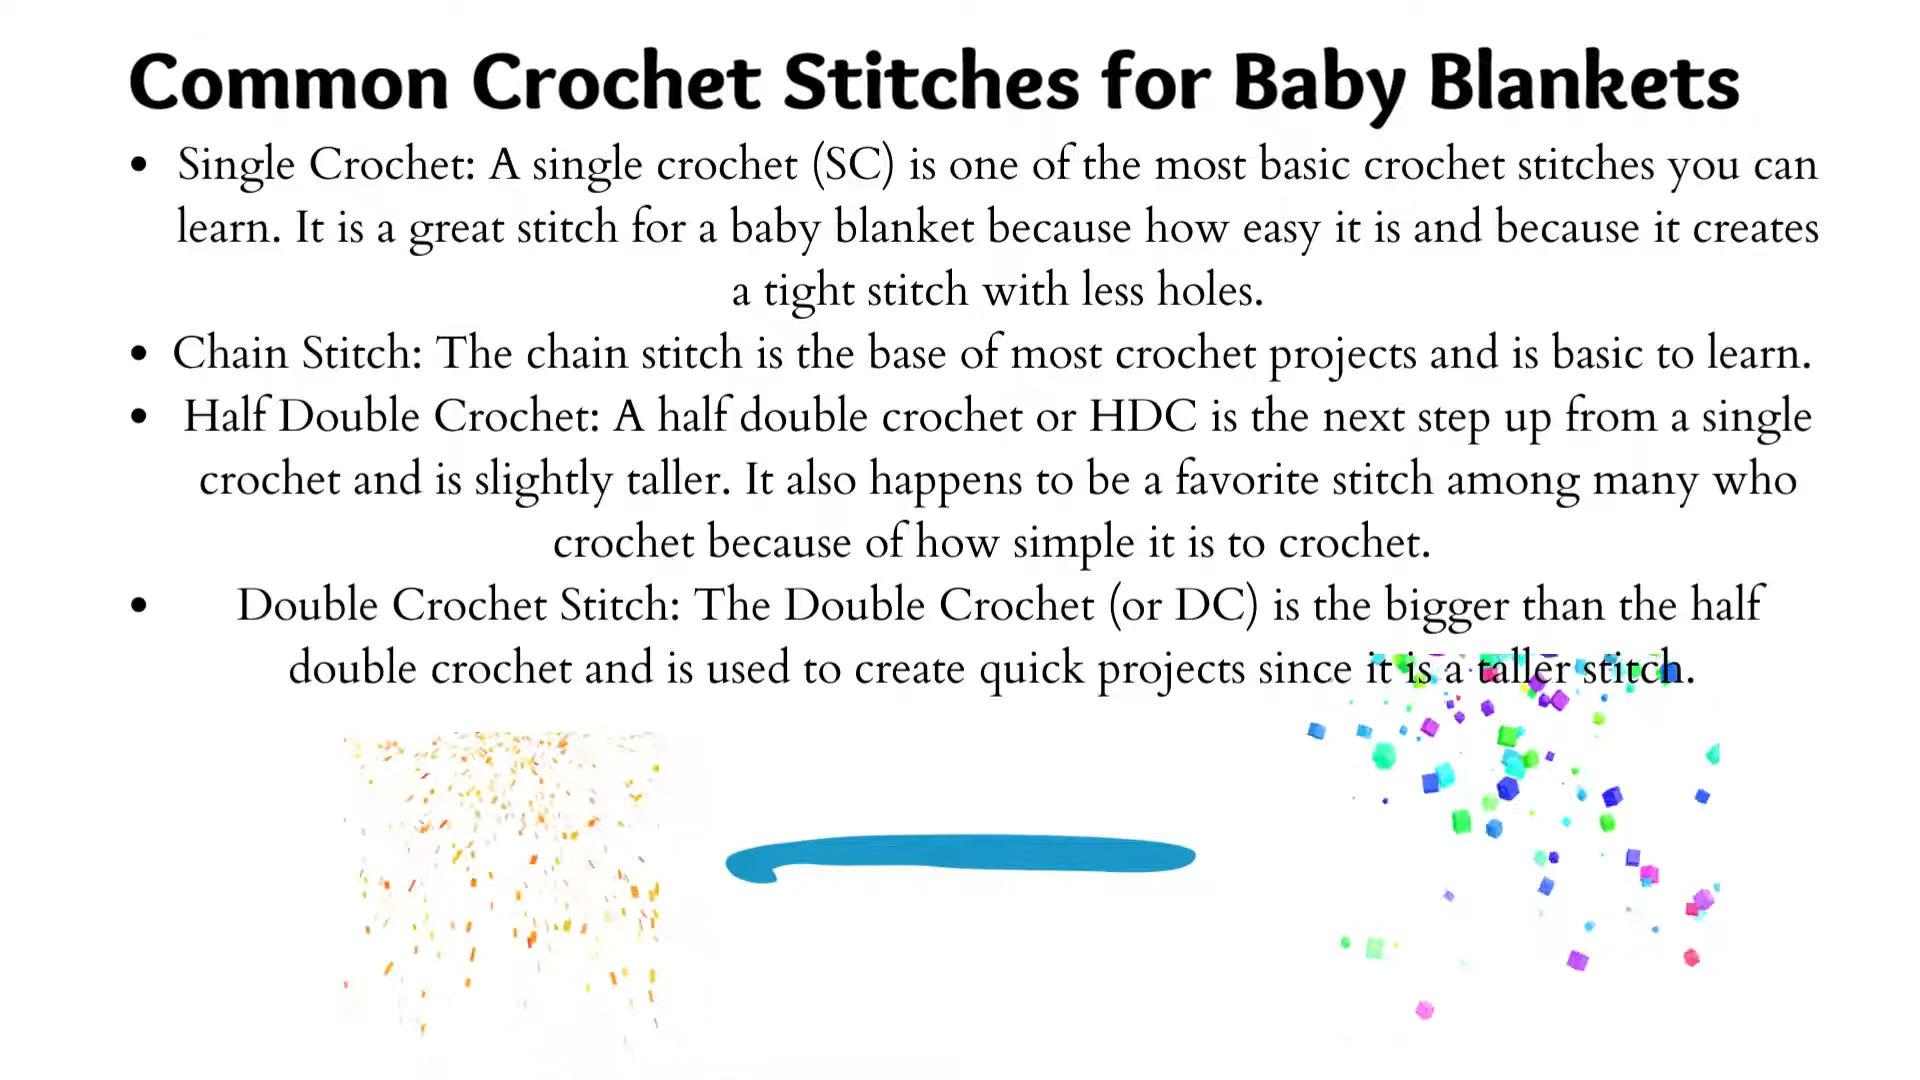 Common Crochet Stitches for Baby Blankets
• Single Crochet: A single crochet (SC) is one of the most basic crochet stitches you can
learn. It is a great stitch for a baby blanket because how easy it is and because it creates
a tight stitch with less holes.
• Chain Stitch: The chain stitch is the base of most crochet projects and is basic to learn.
• Half Double Crochet: A half double crochet or HDC is the next step up from a single
crochet and is slightly taller. It also happens to be a favorite stitch among many who
crochet because of how simple it is to crochet.
• Double Crochet Stitch: The Double Crochet (or DC) is the bigger than the half
double crochet and is used to create quick projects since it is a taller stitch.